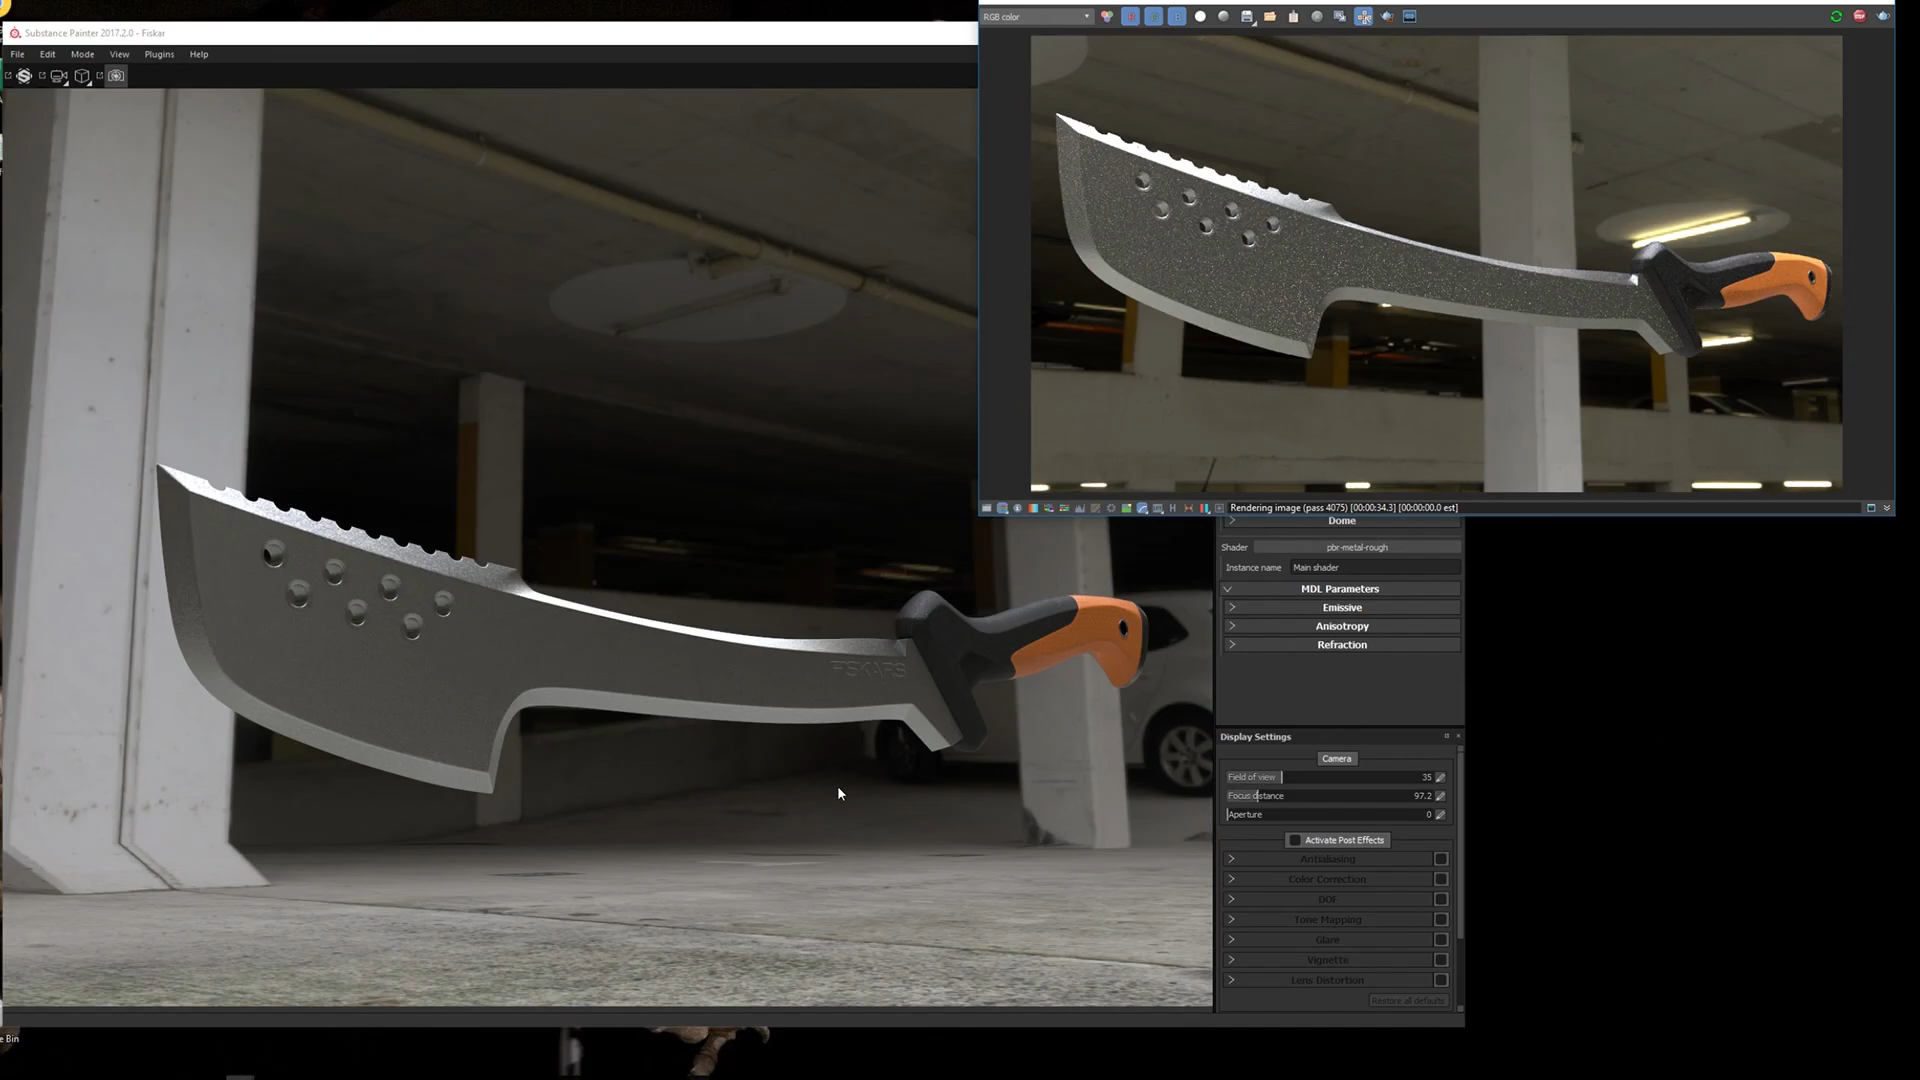 RGB color
Substance Painter 2017.2.0 - Fiskar
File Edit Mode View Plugins Help
Rendering image (pass 4075) [00:00:34.3] [00:00:00.0 est]
Dome
Shader pbr-metal-rough
Instance name Main shader
MDL Parameters
Emissive
Anisotropy
Refraction
FISKARS
Display Settings
Camera
Field of view 35
Focus distance 97.2
Aperture 0
Activate Post Effects
Antialiasing
Color Correction
DOF
Tone Mapping
Glare
Vignette
Lens Distortion
Restore all defaults
e Bin